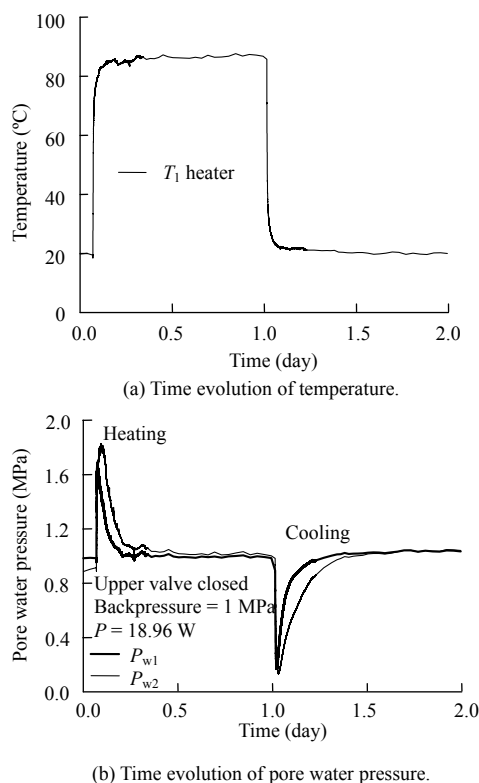 100
80
60
40
20
0
Temperature (ºC)
T1 heater
0.0 0.5 1.0 1.5 2.0
Time (day)
(a) Time evolution of temperature.
2.0
1.6
1.2
0.8
0.4
0.0
Pore water pressure (MPa)
Heating
Cooling
Upper valve closed
Backpressure = 1 MPa
P = 18.96 W
Pw1
Pw2
0.0 0.5 1.0 1.5 2.0
Time (day)
(b) Time evolution of pore water pressure.